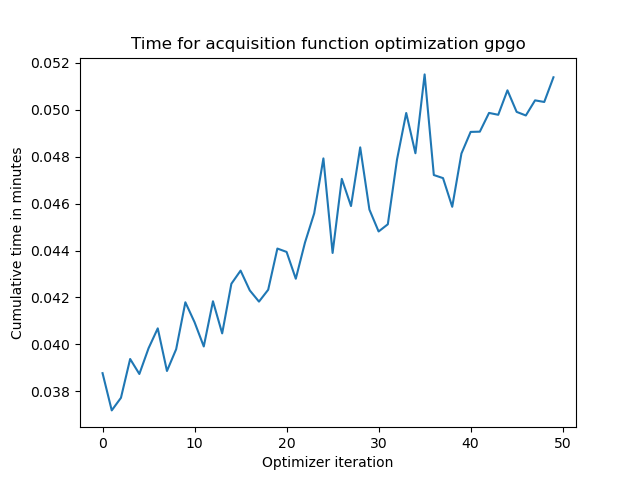 Time for acquisition function optimization gpgo
Cumulative time in minutes
0.052
0.050
0.048
0.046
0.044
0.042
0.040
0.038
0 10 20 30 40 50
Optimizer iteration